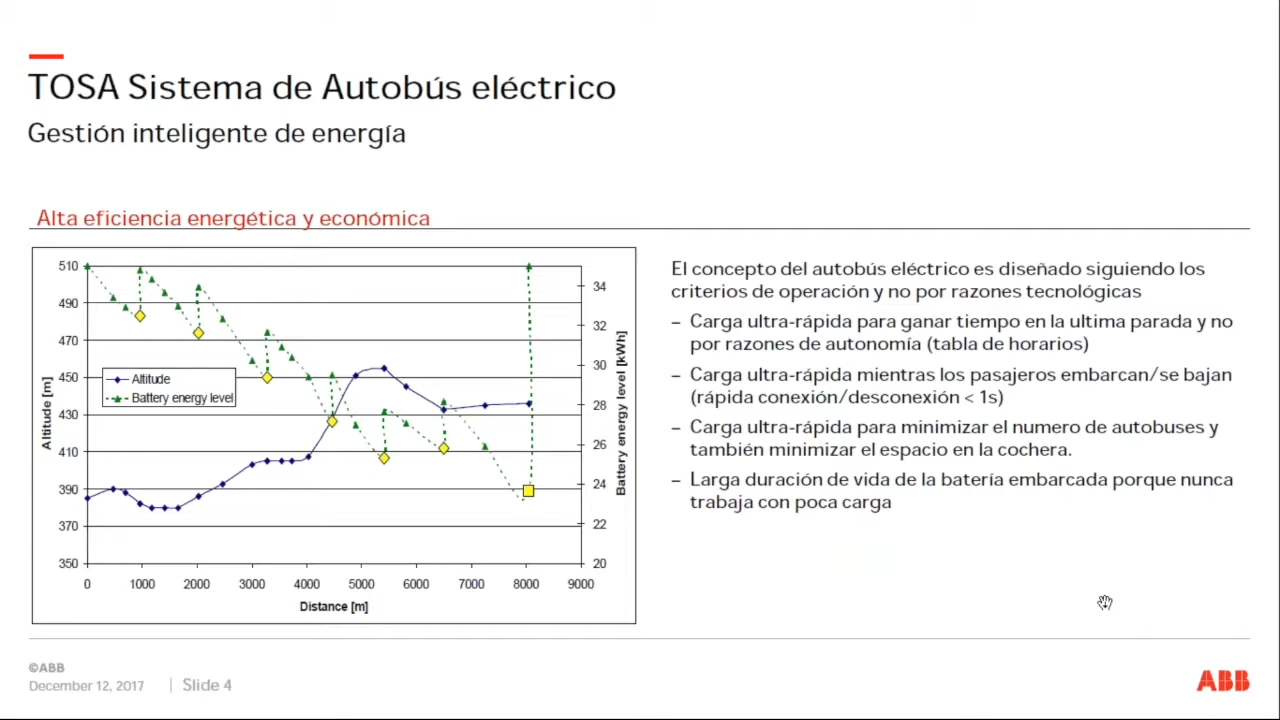 TOSA Sistema de Autobús eléctrico
Gestión inteligente de energía
Alta eficiencia energética y económica
510
490
470
450
430
410
390
370
350
Altitude [m]
Altitude
Battery energy level
34
32
30
28
26
24
22
20
Battery energy level [kWh]
0 1000 2000 3000 4000 5000 6000 7000 8000 9000
Distance [m]
El concepto del autobús eléctrico es diseñado siguiendo los
criterios de operación y no por razones tecnológicas
– Carga ultra-rápida para ganar tiempo en la ultima parada y no
por razones de autonomía (tabla de horarios)
– Carga ultra-rápida mientras los pasajeros embarcan/se bajan
(rápida conexión/desconexión < 1s)
– Carga ultra-rápida para minimizar el numero de autobuses y
también minimizar el espacio en la cochera.
– Larga duración de vida de la batería embarcada porque nunca
trabaja con poca carga
©ABB
December 12, 2017 | Slide 4
ABB